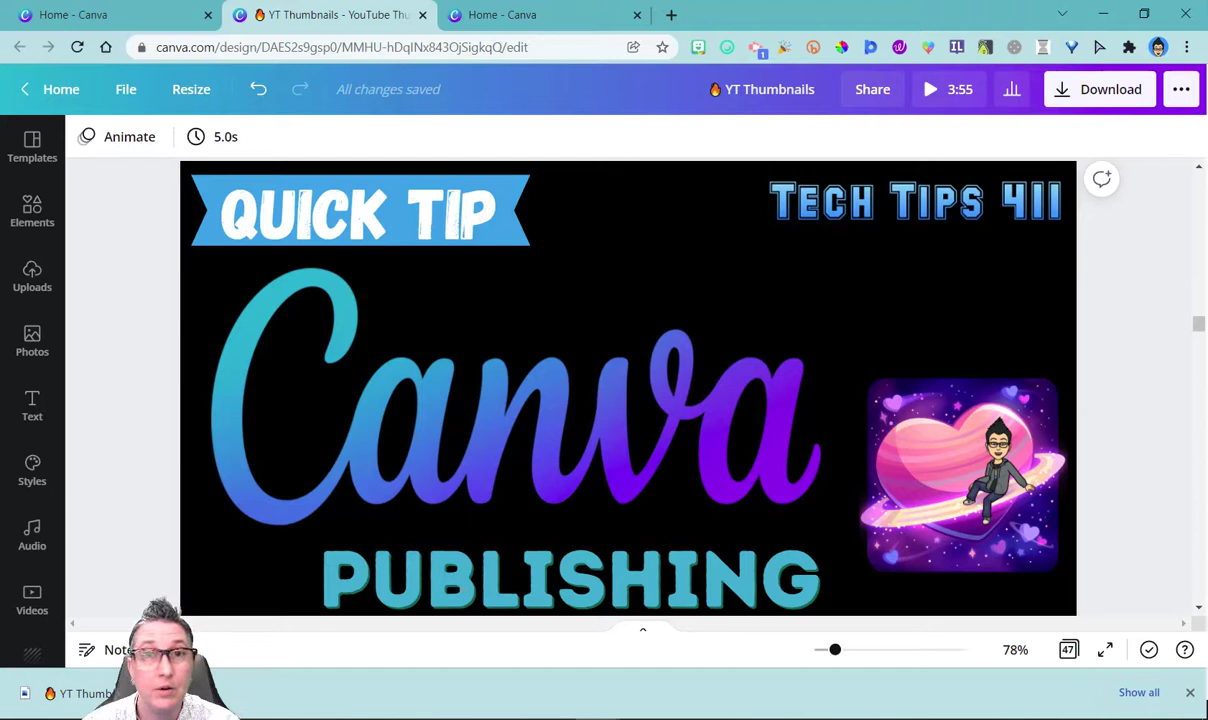 Home - Canva
🔥 YT Thumbnails - YouTube Thu
Home - Canva
canva.com/design/DAES2s9gsp0/MMHU-hDqINx843OjSigkqQ/edit
1
Home File Resize All changes saved 🔥 YT Thumbnails Share 3:55 Download
Templates
Elements
Uploads
Photos
Text
Styles
Audio
Videos
Animate 5.0s
QUICK TIP
TECH TIPS 411
Canva
PUBLISHING
Note
78%
47
🔥 YT Thumb
Show all